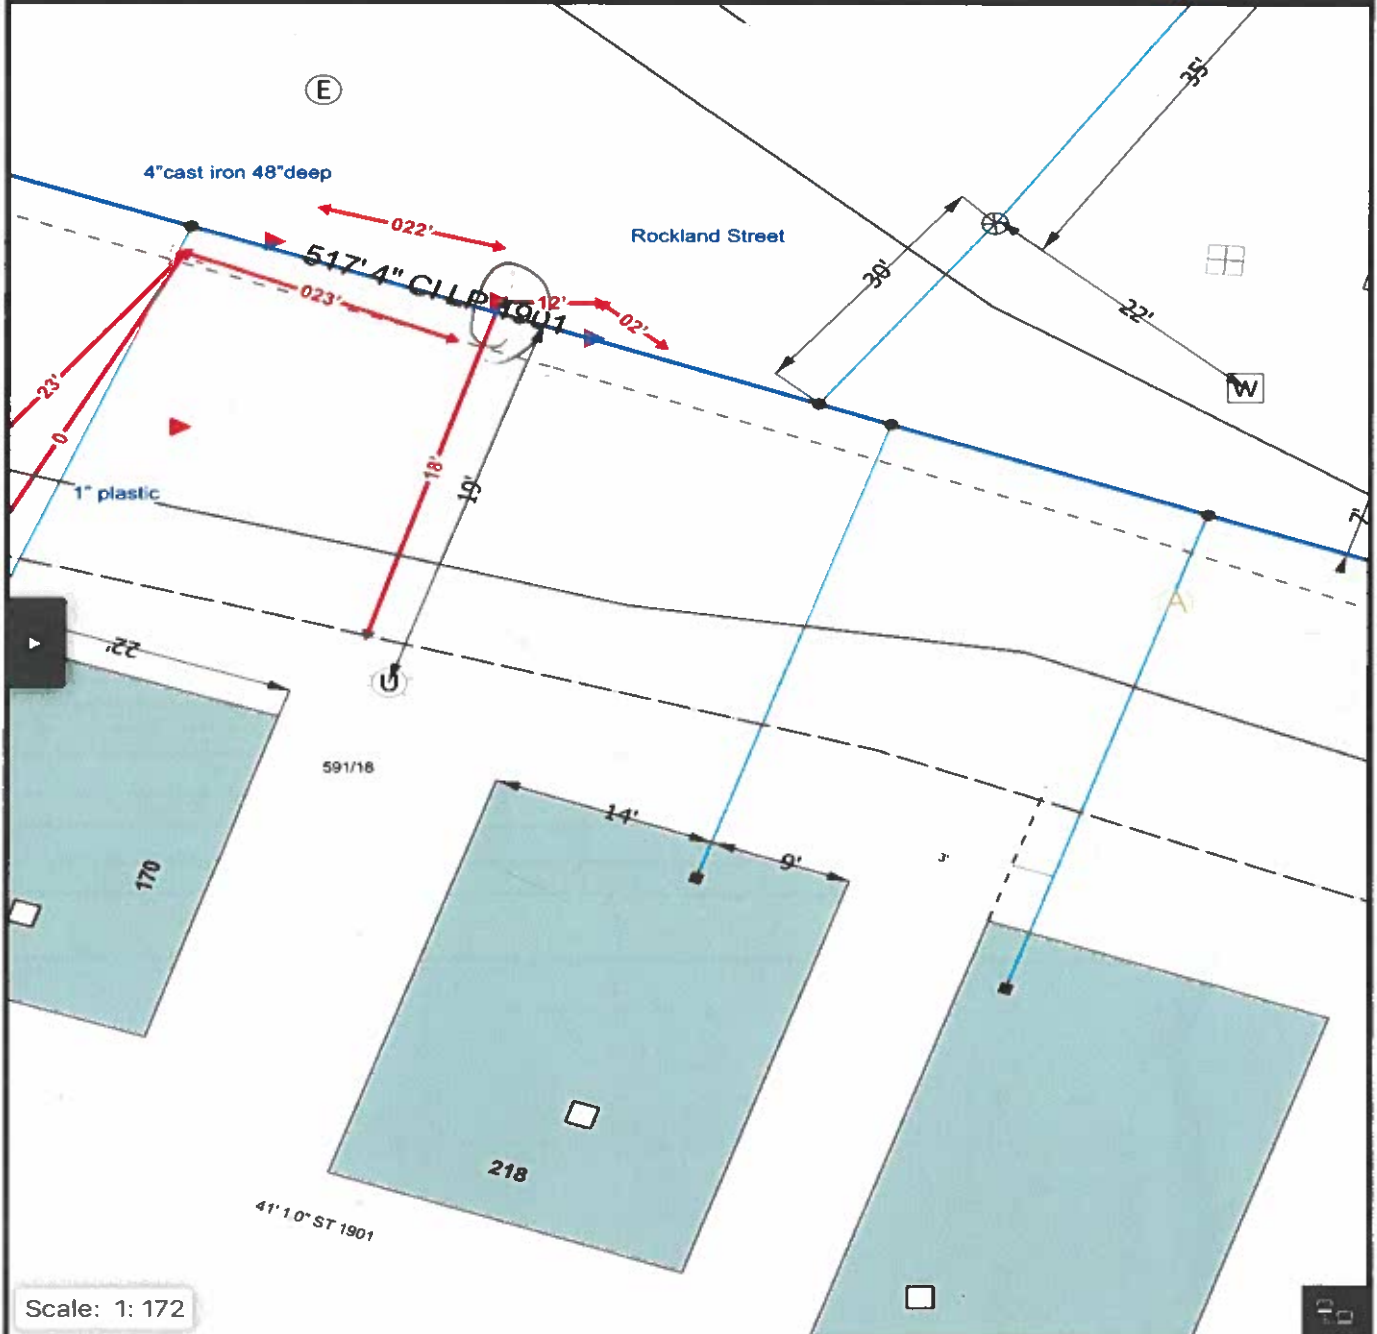 E
35'
4"cast iron 48"deep
022'
Rockland Street
517' 4" CI LP 1901
30'
023'
12'
02'
22'
W
23'
0
18'
19'
1" plastic
7'
A
22'
U
591/18
14'
9'
3'
170
218
41' 1.0" ST 1901
Scale: 1: 172